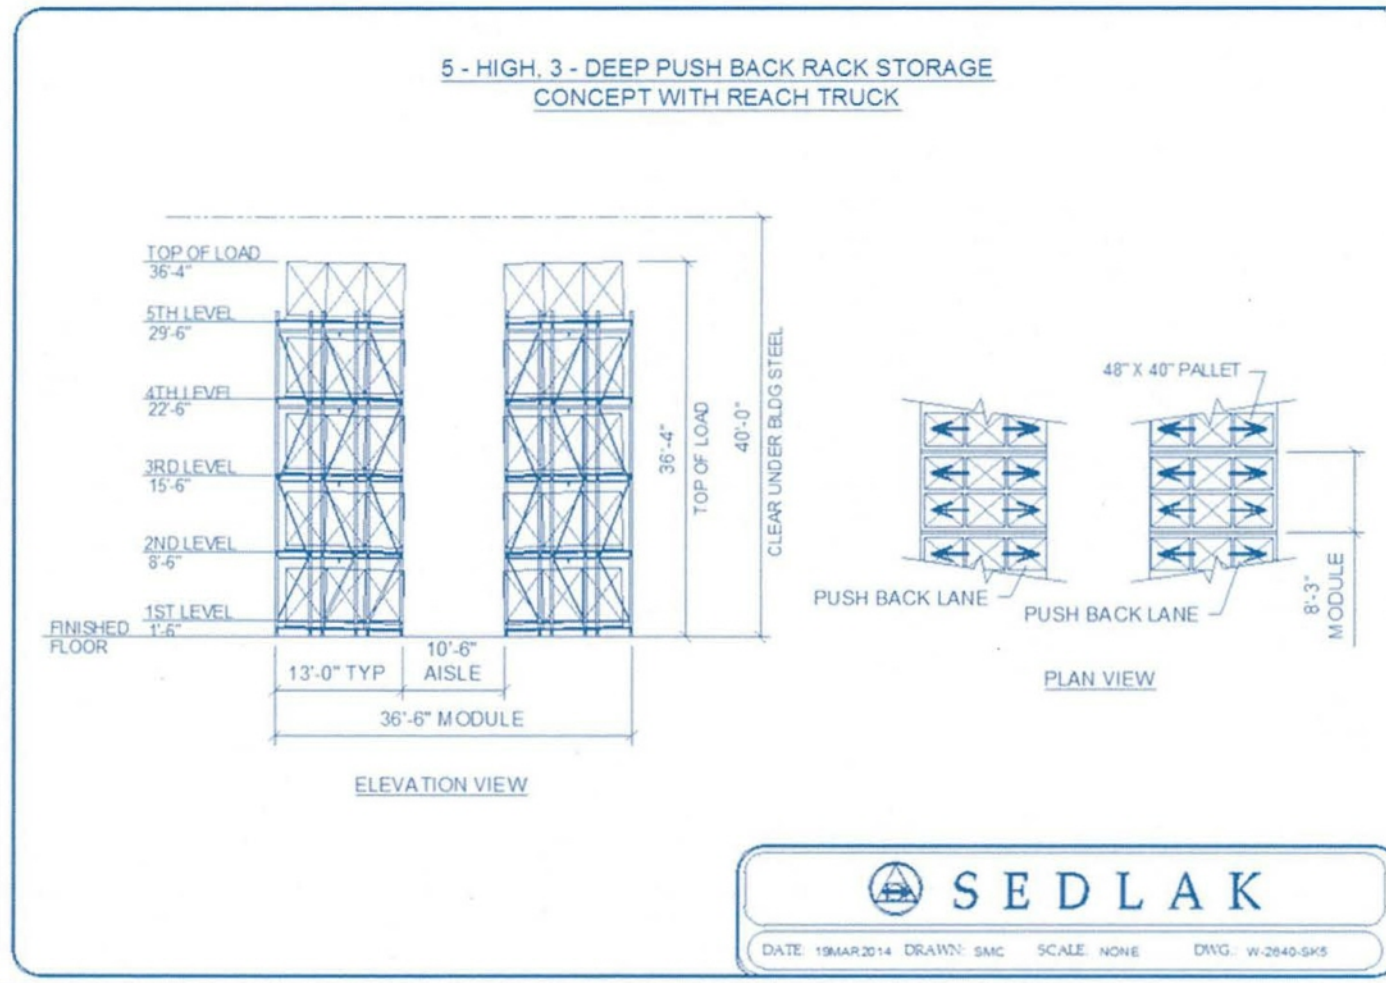 5 - HIGH, 3 - DEEP PUSH BACK RACK STORAGE
CONCEPT WITH REACH TRUCK
TOP OF LOAD
36'-4"
5TH LEVEL
29'-6"
4TH LEVEL
22'-6"
3RD LEVEL
15'-6"
2ND LEVEL
8'-6"
1ST LEVEL
1'-6"
FINISHED
FLOOR
13'-0" TYP
10'-6"
AISLE
36'-6" MODULE
ELEVATION VIEW
36'-4"
TOP OF LOAD
40'-0"
CLEAR UNDER BLDG STEEL
48" X 40" PALLET
PUSH BACK LANE
PUSH BACK LANE
8'-3"
MODULE
PLAN VIEW
SEDLAK
DATE: 19MAR2014 DRAWN: SMC SCALE: NONE DWG.: W-2640-SK5